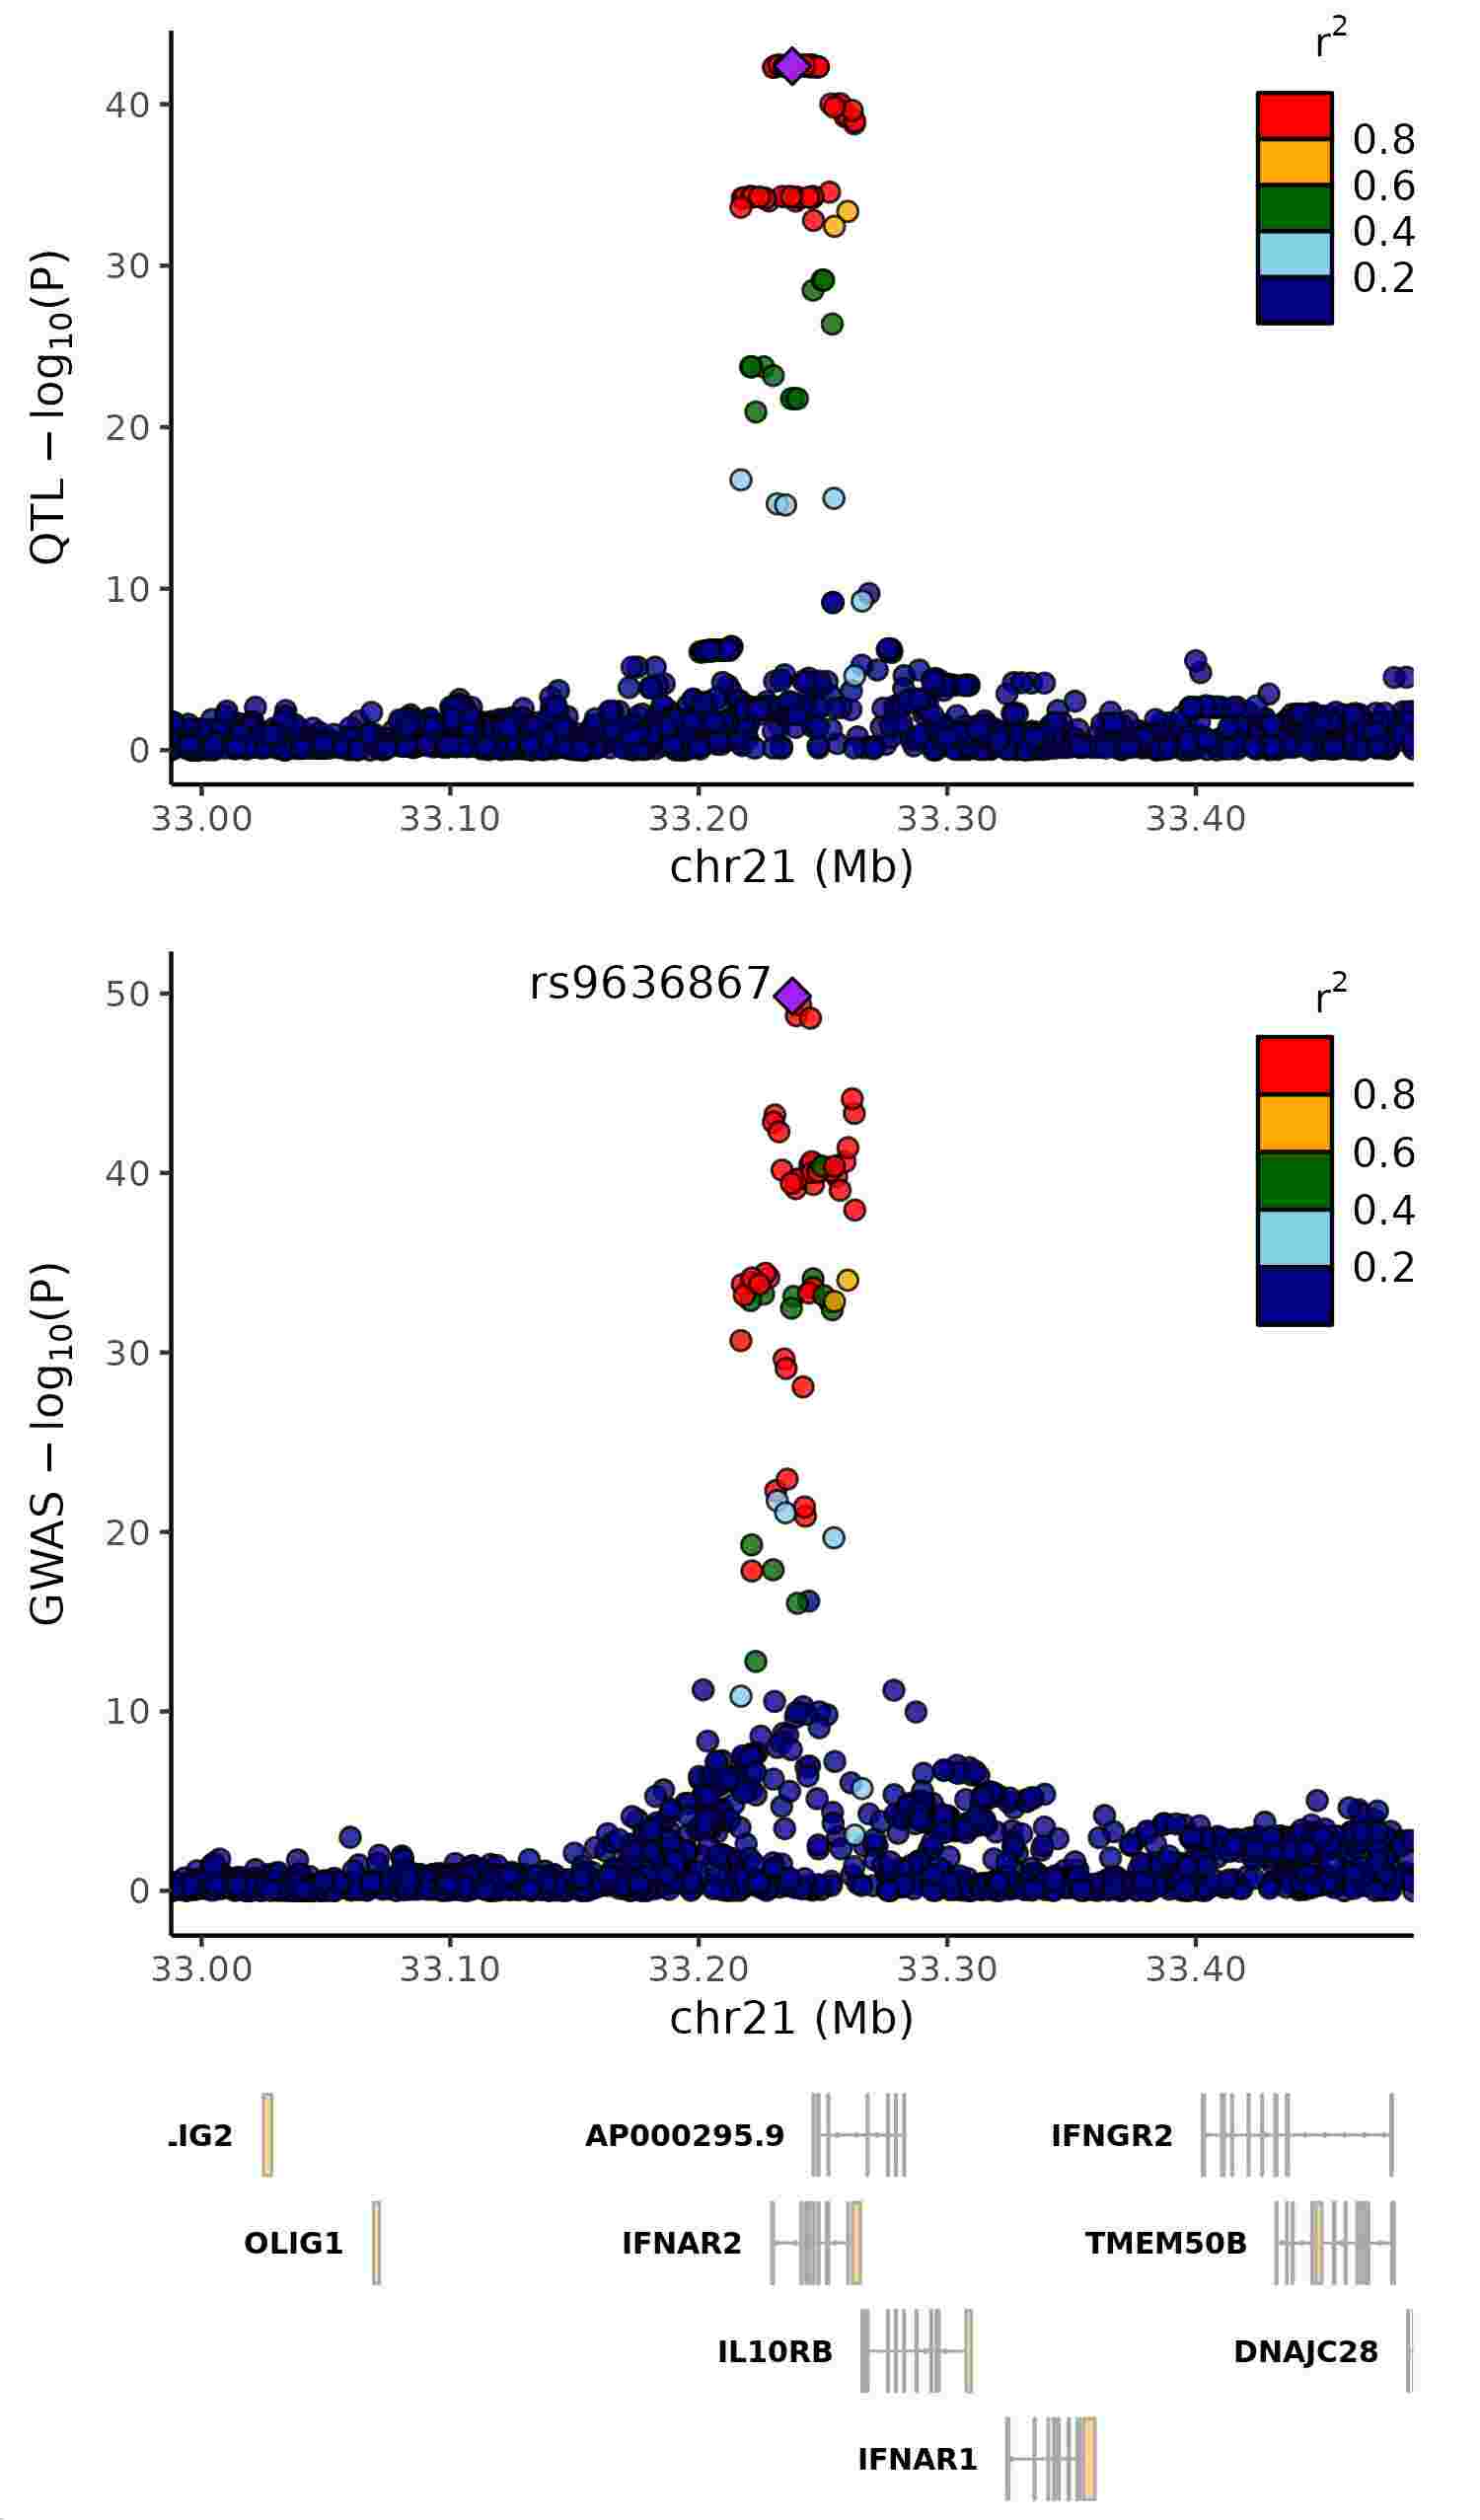 r2
40
30
20
10
0
0.8
0.6
0.4
0.2
QTL −log10(P)
33.00 33.10 33.20 33.30 33.40
chr21 (Mb)
rs9636867
r2
50
40
30
20
10
0
0.8
0.6
0.4
0.2
GWAS −log10(P)
33.00 33.10 33.20 33.30 33.40
chr21 (Mb)
IG2 AP000295.9 IFNGR2
OLIG1 IFNAR2 TMEM50B
IL10RB DNAJC28
IFNAR1